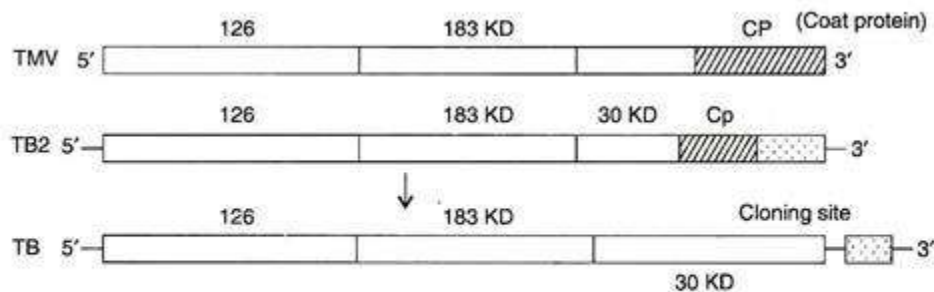 126 183 KD CP (Coat protein)
TMV 5′ 3′
126 183 KD 30 KD Cp
TB2 5′ 3′
126 183 KD Cloning site
TB 5′ 3′
30 KD